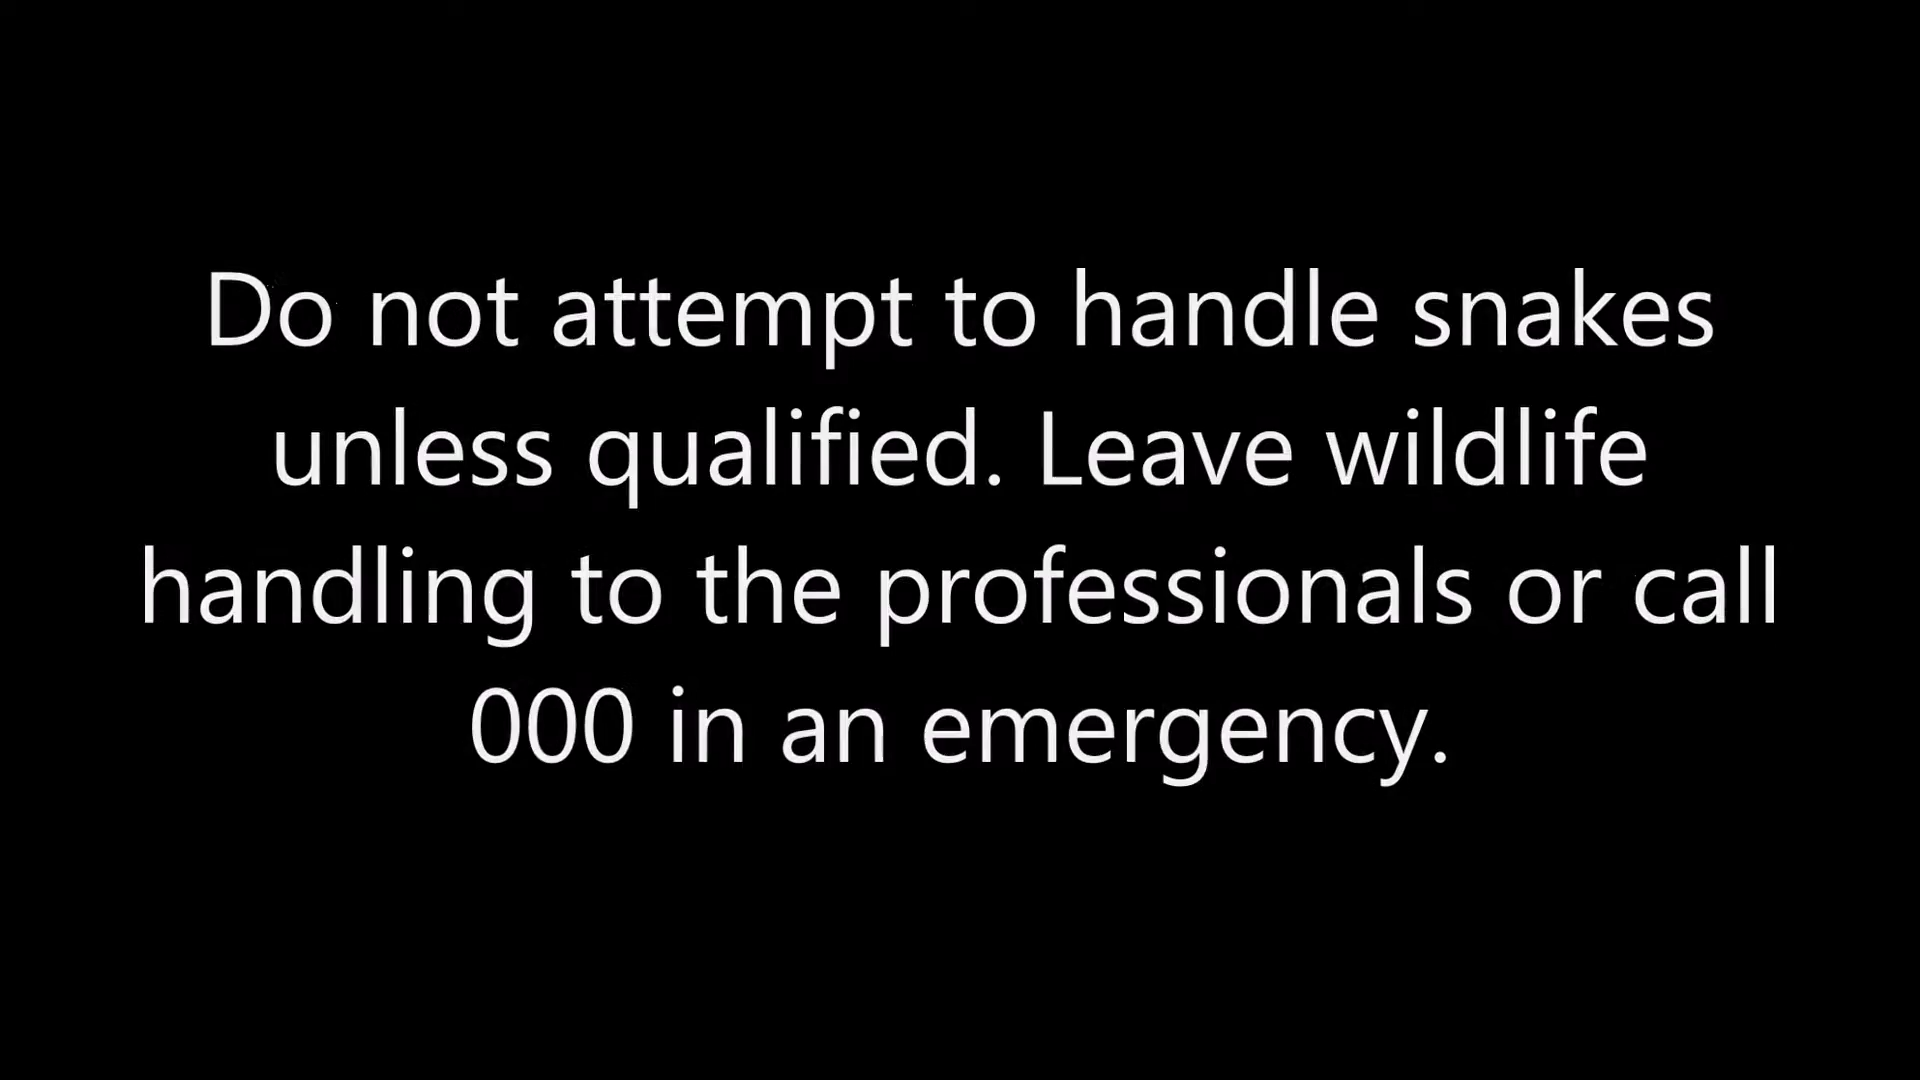 Do not attempt to handle snakes
unless qualified. Leave wildlife
handling to the professionals or call
000 in an emergency.